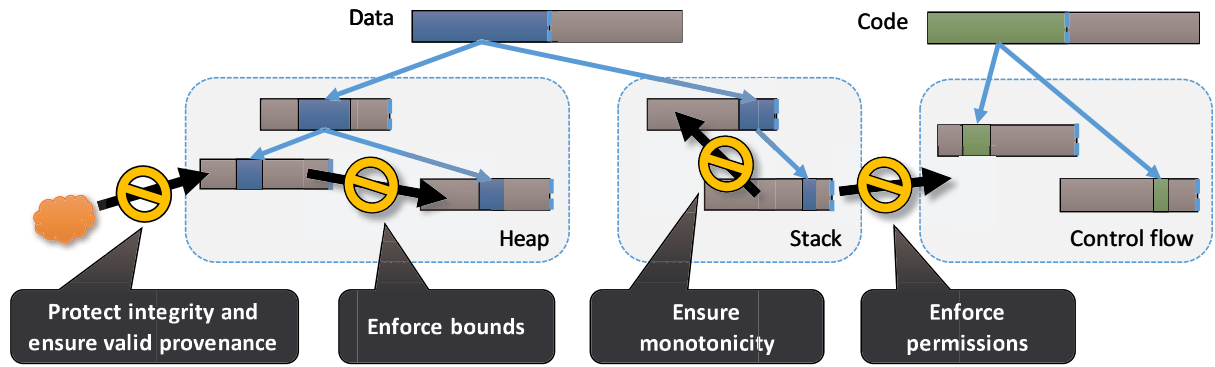 Data
Code
Heap
Stack
Control flow
Protect integrity and
ensure valid provenance
Enforce bounds
Ensure
monotonicity
Enforce
permissions